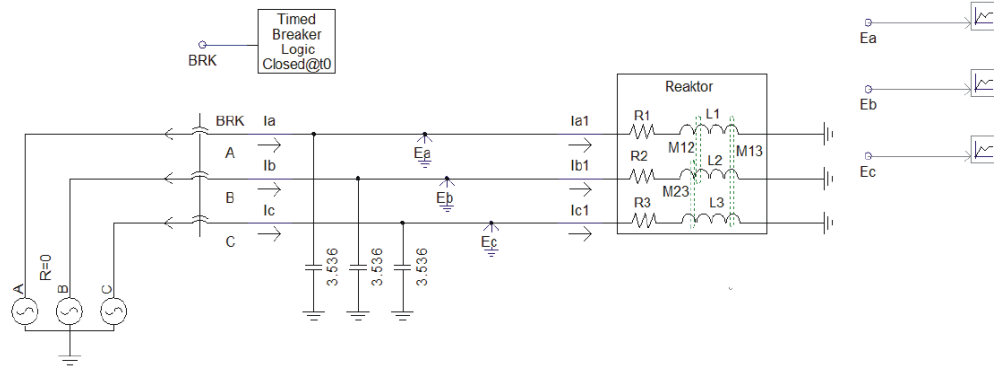 Timed
Breaker
Logic
Closed@t0
BRK
Ea
Eb
Ec
Reaktor
BRK
Ia
Ia1
R1
L1
A
Ea
M12
M13
Ib
Ib1
R2
L2
B
Eb
M23
Ic
Ic1
R3
L3
C
Ec
3.536
3.536
3.536
R=0
A
B
C